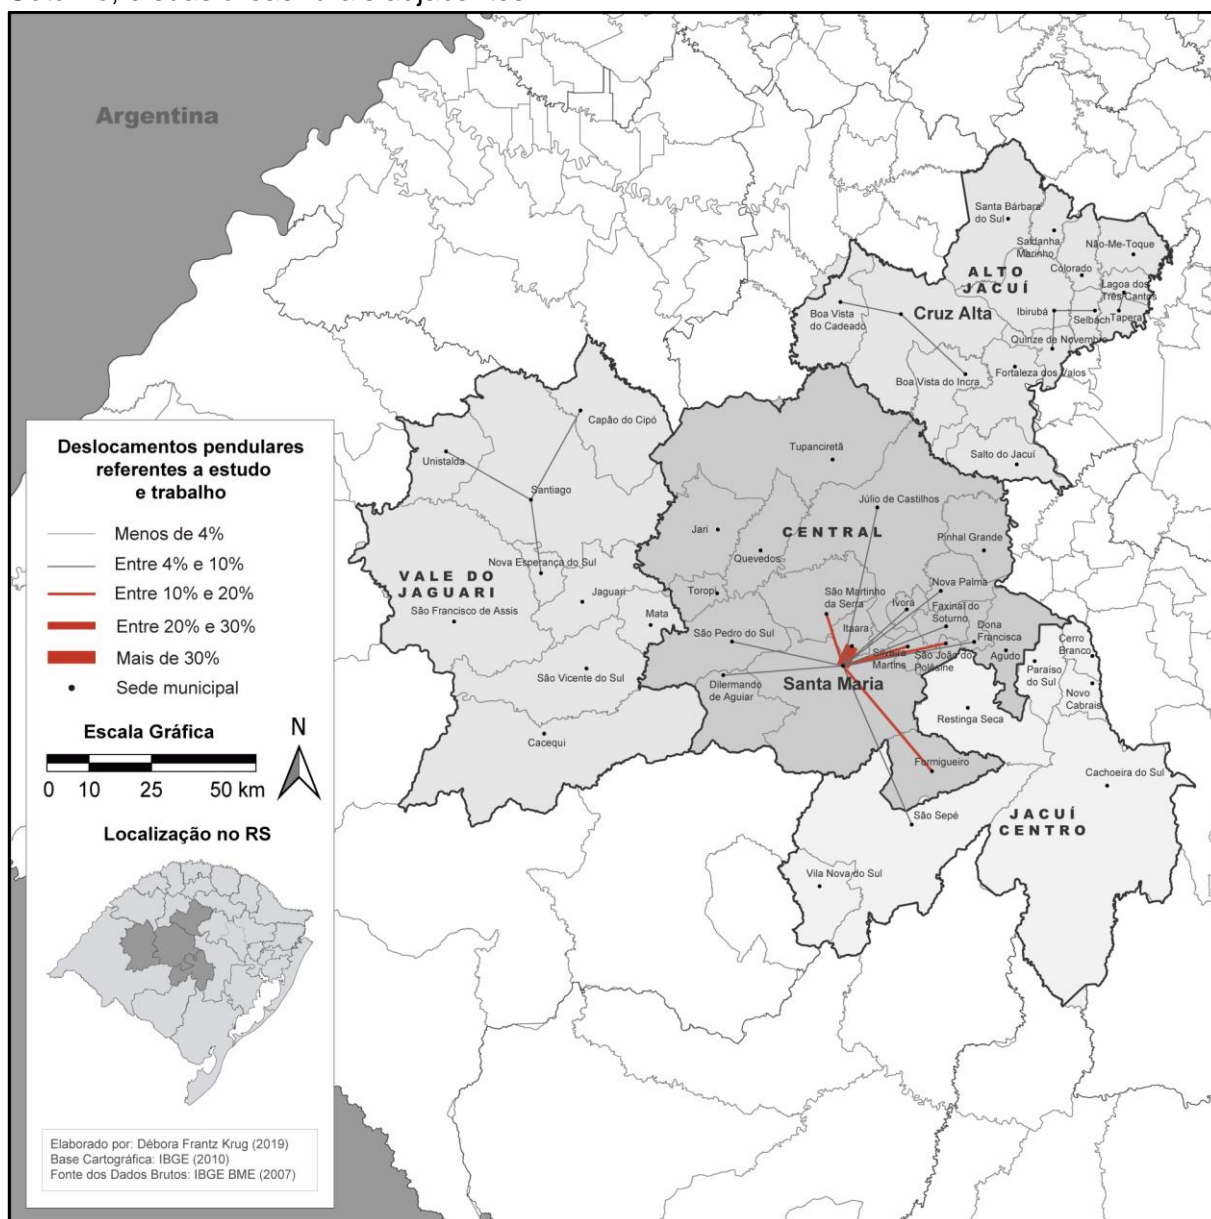 Argentina
Santa Bárbara
do Sul
Saldanha
Marinho
Não-Me-Toque
ALTO
JACUÍ
Colorado
Lagoa dos
Três Cantos
Boa Vista
do Cadeado
Cruz Alta
Ibirubá
Selbach
Tapera
Quinze de Novembro
Boa Vista do Incra
Fortaleza dos Valos
Salto do Jacuí
Capão do Cipó
Unistalda
Santiago
Nova Esperança do Sul
VALE DO
JAGUARI
São Francisco de Assis
Jaguari
Mata
São Vicente do Sul
Cacequi
Tupanciretã
Júlio de Castilhos
Jari
CENTRAL
Quevedos
Pinhal Grande
Toropi
São Martinho
da Serra
Nova Palma
Ivorá
Faxinal do
Soturno
Itaara
São Pedro do Sul
Dona
Francisca
Silveira
Martins
São João do
Polêsine
Agudo
Santa Maria
Dilermando
de Aguiar
Cerro
Branco
Paraíso
do Sul
Novo
Cabrais
Restinga Seca
Formigueiro
Cachoeira do Sul
São Sepé
JACUÍ
CENTRO
Vila Nova do Sul
Deslocamentos pendulares
referentes a estudo
e trabalho
Menos de 4%
Entre 4% e 10%
Entre 10% e 20%
Entre 20% e 30%
Mais de 30%
Sede municipal
Escala Gráfica
N
0 10 25 50 km
Localização no RS
Elaborado por: Débora Frantz Krug (2019)
Base Cartográfica: IBGE (2010)
Fonte dos Dados Brutos: IBGE BME (2007)